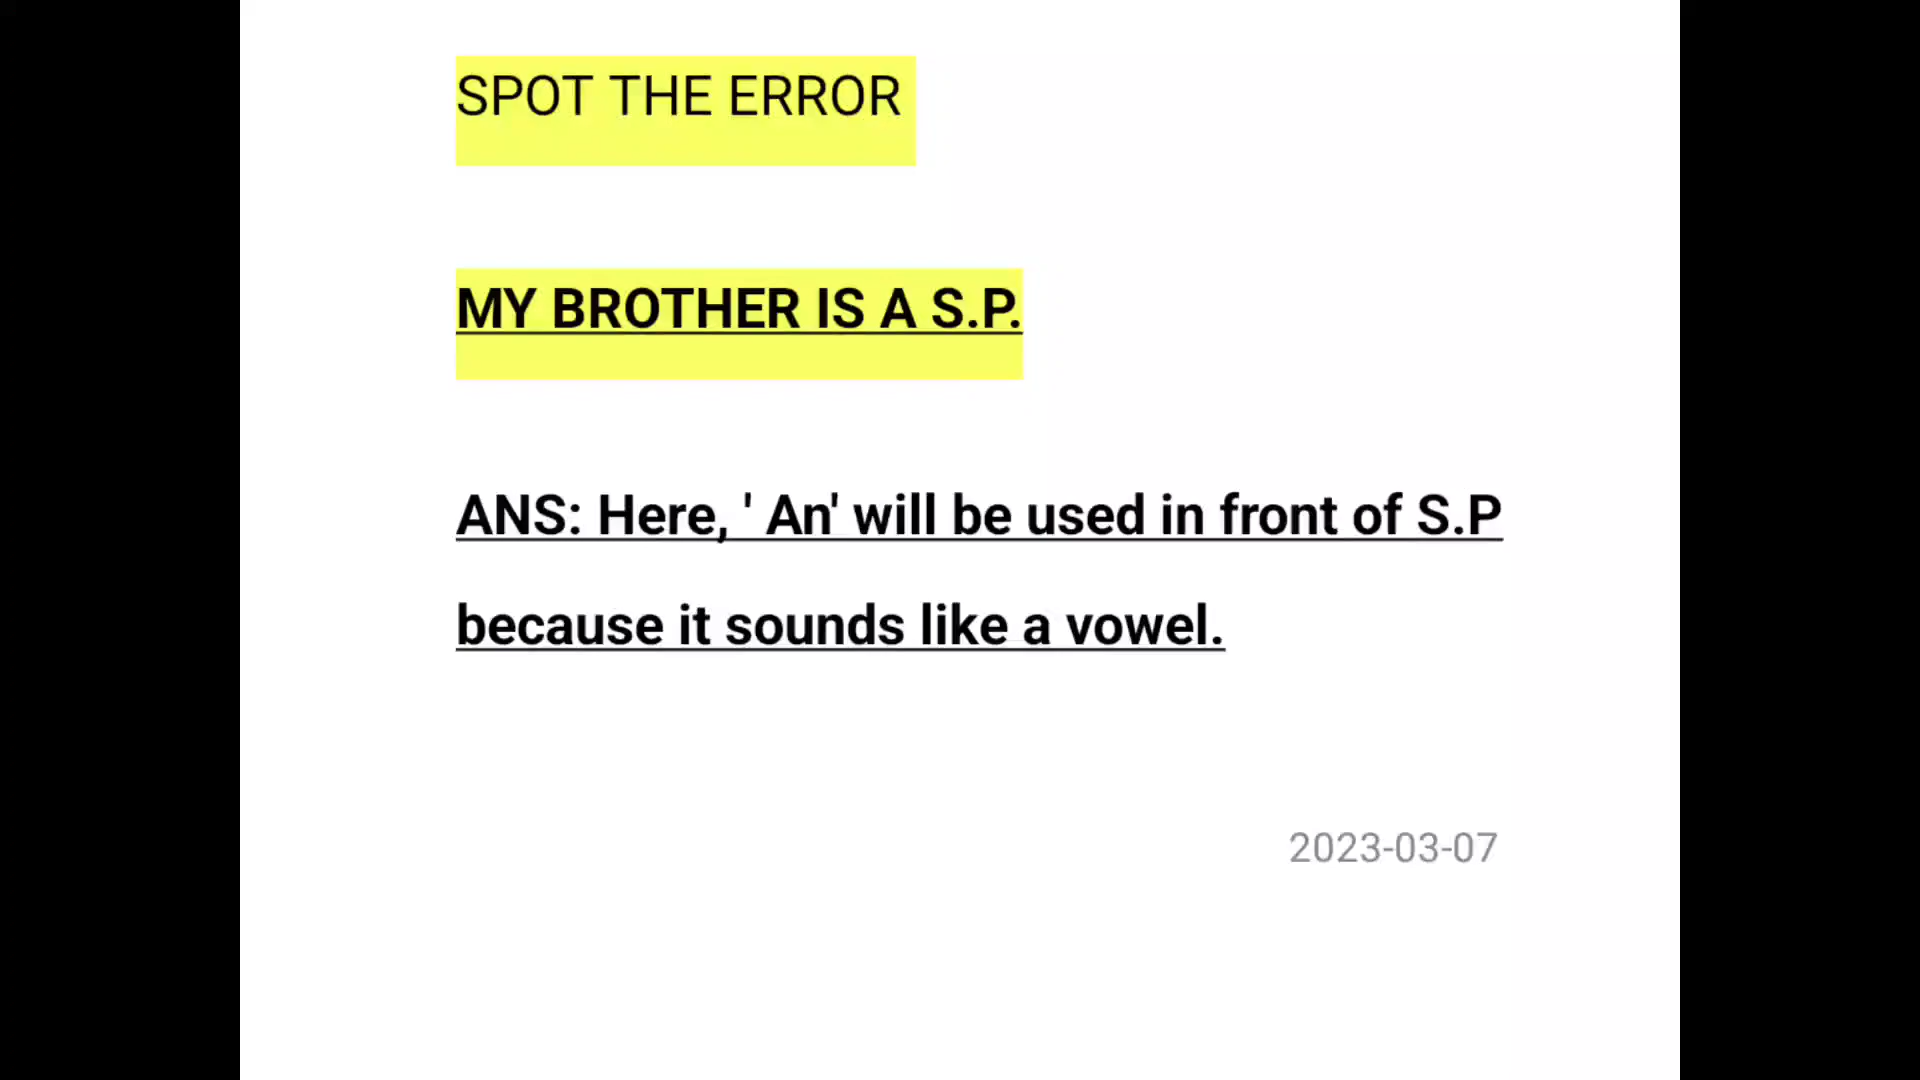 SPOT THE ERROR
MY BROTHER IS A S.P.
ANS: Here, ' An' will be used in front of S.P
because it sounds like a vowel.
2023-03-07